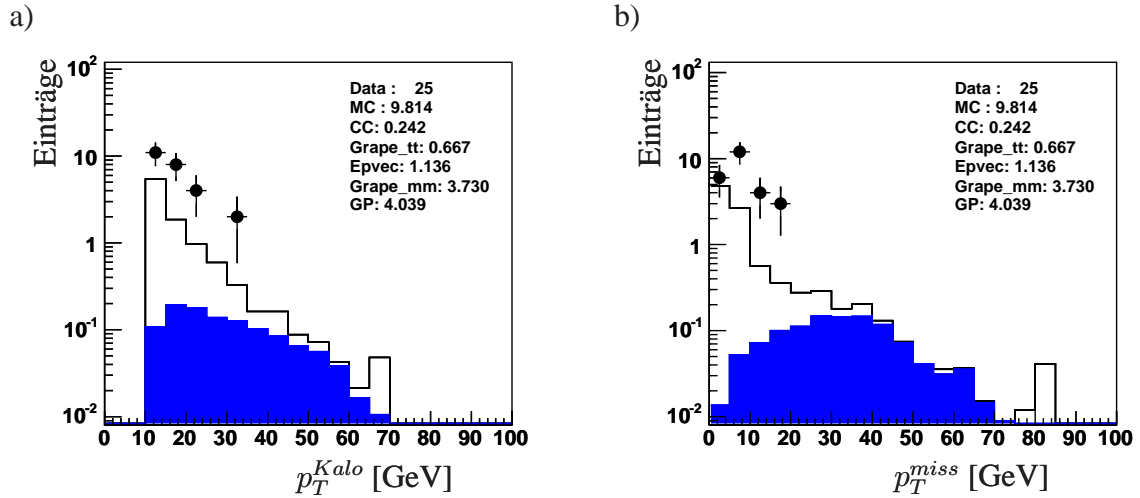 a)
Einträge
10^2
10
1
10^-1
10^-2
Data : 25
MC : 9.814
CC: 0.242
Grape_tt: 0.667
Epvec: 1.136
Grape_mm: 3.730
GP: 4.039
0 10 20 30 40 50 60 70 80 90 100
p_T^Kalo [GeV]
b)
Einträge
10^2
10
1
10^-1
10^-2
Data : 25
MC : 9.814
CC: 0.242
Grape_tt: 0.667
Epvec: 1.136
Grape_mm: 3.730
GP: 4.039
0 10 20 30 40 50 60 70 80 90 100
p_T^miss [GeV]